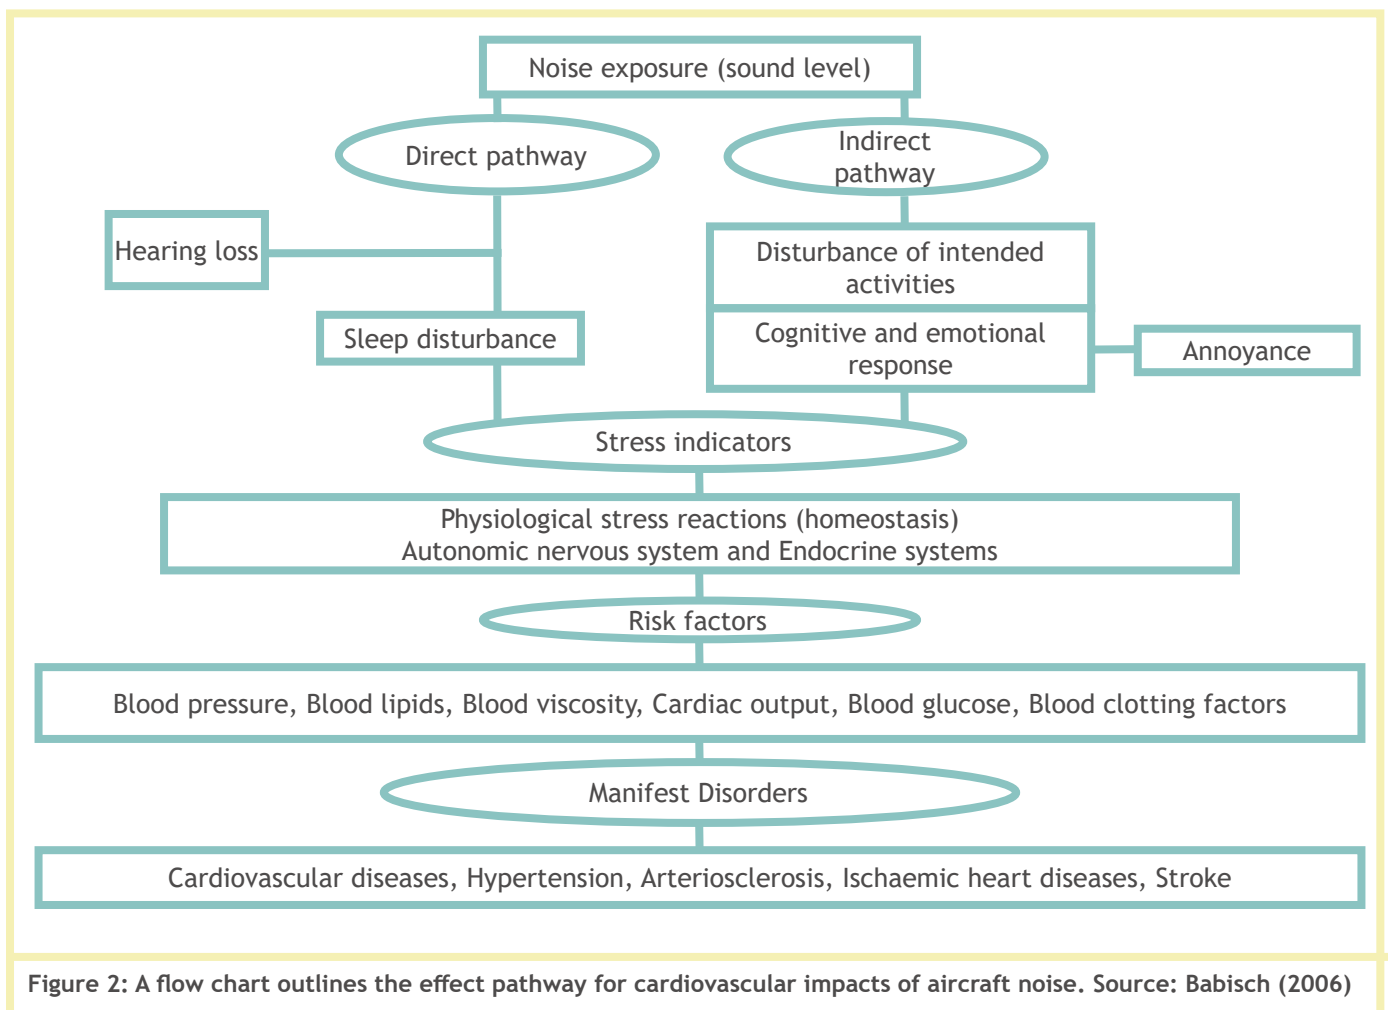 Noise exposure (sound level)
Direct pathway
Indirect
pathway
Hearing loss
Disturbance of intended
activities
Sleep disturbance
Cognitive and emotional
response
Annoyance
Stress indicators
Physiological stress reactions (homeostasis)
Autonomic nervous system and Endocrine systems
Risk factors
Blood pressure, Blood lipids, Blood viscosity, Cardiac output, Blood glucose, Blood clotting factors
Manifest Disorders
Cardiovascular diseases, Hypertension, Arteriosclerosis, Ischaemic heart diseases, Stroke
Figure 2: A flow chart outlines the effect pathway for cardiovascular impacts of aircraft noise. Source: Babisch (2006)